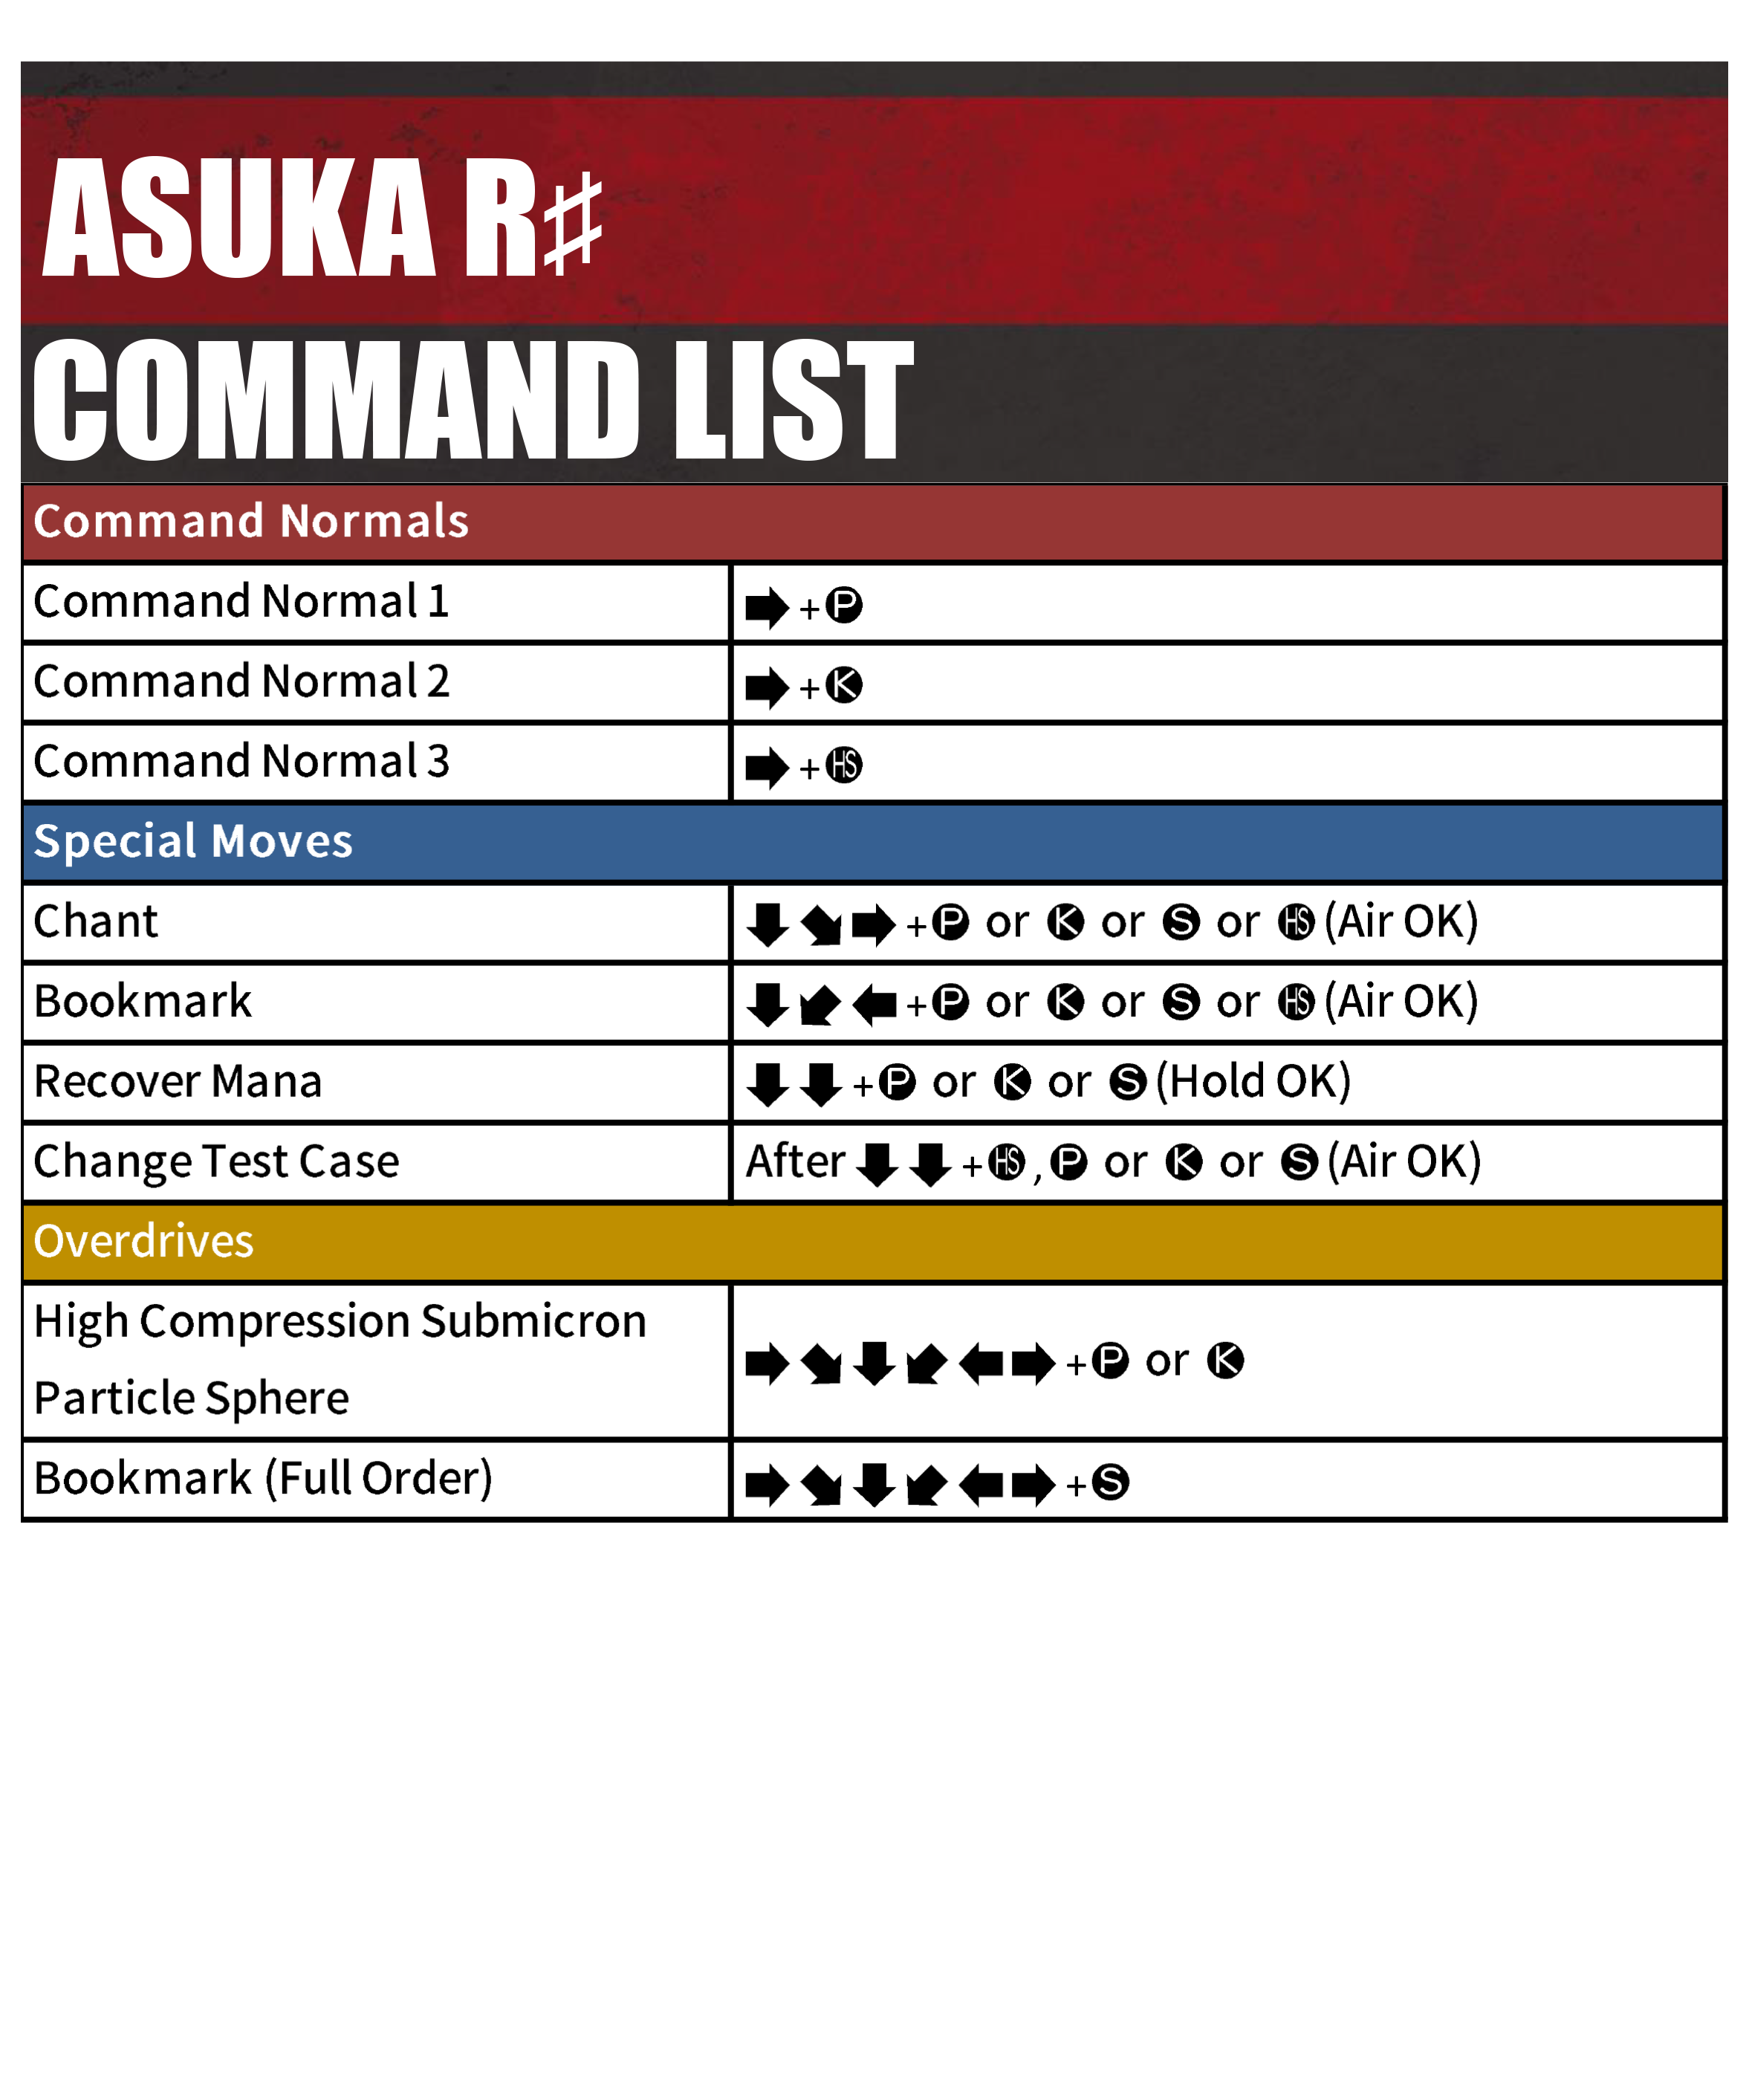 ASUKA R♯
COMMAND LIST
Command Normals
Command Normal 1 ➡ + P
Command Normal 2 ➡ + K
Command Normal 3 ➡ + HS
Special Moves
Chant ⬇ ⬊ ➡ + P or K or S or HS (Air OK)
Bookmark ⬇ ⬋ ⬅ + P or K or S or HS (Air OK)
Recover Mana ⬇ ⬇ + P or K or S (Hold OK)
Change Test Case After ⬇ ⬇ + HS , P or K or S (Air OK)
Overdrives
High Compression Submicron
Particle Sphere ➡ ⬊ ⬇ ⬋ ⬅ ➡ + P or K
Bookmark (Full Order) ➡ ⬊ ⬇ ⬋ ⬅ ➡ + S